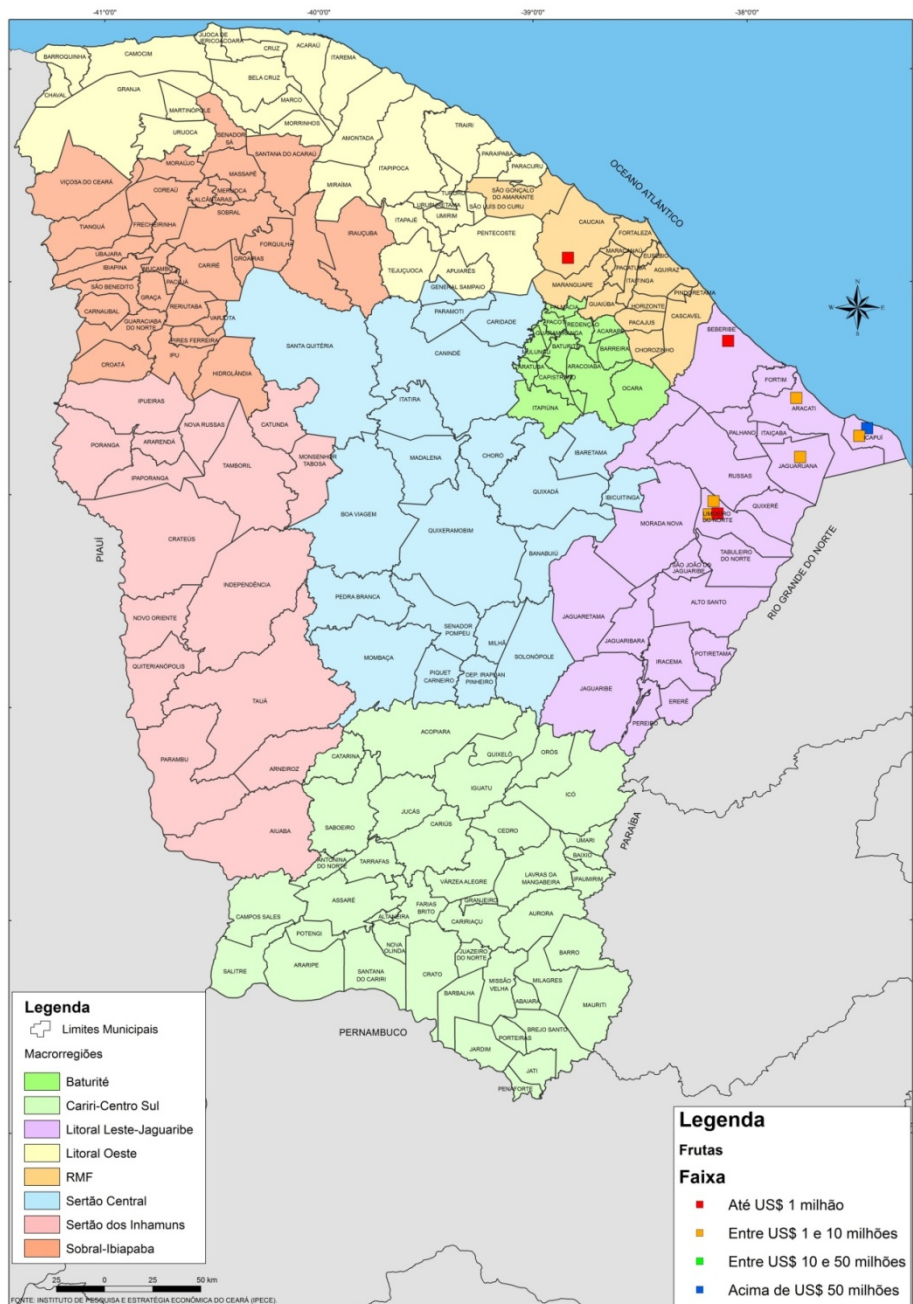 -41°0'0"
-40°0'0"
-39°0'0"
-38°0'0"
JIJOCA DE
JERICOACOARA
CRUZ
ACARAÚ
BARROQUINHA
CAMOCIM
ITAREMA
CHAVAL
GRANJA
BELA CRUZ
MARTINÓPOLE
MARCO
MORRINHOS
URUOCA
SENADOR
SÁ
AMONTADA
TRAIRI
SANTANA DO ACARAÚ
MORAÚJO
ITAPIPOCA
PARAIPABA
PARACURU
VIÇOSA DO CEARÁ
MASSAPÊ
MIRAÍMA
COREAÚ
MERUOCA
ALCÂNTARAS
TURURU
SÃO GONÇALO
DO AMARANTE
URUBURETAMA
SÃO LUÍS DO CURU
OCEANO ATLÂNTICO
TIANGUÁ
FRECHEIRINHA
SOBRAL
IRAUÇUBA
ITAPAJÉ
UMIRIM
CAUCAIA
FORTALEZA
PENTECOSTE
UBAJARA
FORQUILHA
MARACANAÚ
EUSÉBIO
IBIAPINA
MUCAMBO
CARIRÉ
GROAÍRAS
TEJUÇUOCA
APUIARÉS
PACATUBA
AQUIRAZ
ITAITINGA
SÃO BENEDITO
PACUJÁ
GENERAL SAMPAIO
MARANGUAPE
PINDORETAMA
GRAÇA
RERIUTABA
GUAIÚBA
HORIZONTE
CARNAUBAL
VARJOTA
PARAMOTI
CARIDADE
PALMÁCIA
CASCAVEL
GUARACIABA
DO NORTE
PACOTI
REDENÇÃO
ACARAPE
PACAJUS
BEBERIBE
PIRES FERREIRA
SANTA QUITÉRIA
CANINDÉ
GUARAMIRANGA
MULUNGU
BATURITÉ
BARREIRA
CHOROZINHO
IPU
ARATUBA
ARACOIABA
CROATÁ
HIDROLÂNDIA
CAPISTRANO
OCARA
FORTIM
IPUEIRAS
ITATIRA
ITAPIÚNA
ARACATI
NOVA RUSSAS
CATUNDA
PORANGA
ARARENDÁ
MADALENA
CHORÓ
IBARETAMA
PALHANO
ITAIÇABA
ICAPUÍ
MONSENHOR
TABOSA
TAMBORIL
JAGUARUANA
IPAPORANGA
QUIXADÁ
RUSSAS
BOA VIAGEM
IBICUITINGA
QUIXERÉ
LIMOEIRO
DO NORTE
CRATEÚS
QUIXERAMOBIM
MORADA NOVA
PIAUÍ
BANABUIÚ
TABULEIRO
DO NORTE
RIO GRANDE DO NORTE
SÃO JOÃO DO
JAGUARIBE
INDEPENDÊNCIA
PEDRA BRANCA
ALTO SANTO
NOVO ORIENTE
JAGUARETAMA
SENADOR
POMPEU
MILHÃ
JAGUARIBARA
POTIRETAMA
QUITERIANÓPOLIS
MOMBAÇA
SOLONÓPOLE
IRACEMA
PIQUET
CARNEIRO
DEP. IRAPUAN
PINHEIRO
JAGUARIBE
TAUÁ
ERERÊ
PEREIRO
ACOPIARA
PARAMBU
CATARINA
QUIXELÔ
ORÓS
ARNEIROZ
IGUATU
ICÓ
JUCÁS
SABOEIRO
CARIÚS
AIUABA
CEDRO
UMARI
PARAÍBA
ANTONINA
DO NORTE
TARRAFAS
BAIXIO
VÁRZEA ALEGRE
LAVRAS DA
MANGABEIRA
IPAUMIRIM
GRANJEIRO
ASSARÉ
FARIAS
BRITO
CAMPOS SALES
ALTANEIRA
CARIRIAÇU
AURORA
POTENGI
NOVA
OLINDA
JUAZEIRO
DO NORTE
BARRO
SALITRE
ARARIPE
SANTANA
DO CARIRI
CRATO
MISSÃO
VELHA
MILAGRES
BARBALHA
ABAIARA
MAURITI
PERNAMBUCO
BREJO SANTO
PORTEIRAS
JARDIM
JATI
PENAFORTE
N
W
E
S
Legenda
Limites Municipais
Macrorregiões
Baturité
Cariri-Centro Sul
Litoral Leste-Jaguaribe
Litoral Oeste
RMF
Sertão Central
Sertão dos Inhamuns
Sobral-Ibiapaba
25 0 25 50 km
FONTE: INSTITUTO DE PESQUISA E ESTRATÉGIA ECONÔMICA DO CEARÁ (IPECE).
Legenda
Frutas
Faixa
Até US$ 1 milhão
Entre US$ 1 e 10 milhões
Entre US$ 10 e 50 milhões
Acima de US$ 50 milhões